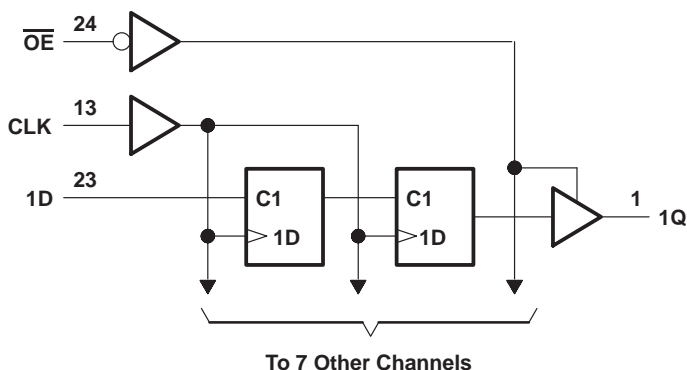 OE 24
CLK 13
1D 23
C1
1D
C1
1D
1
1Q
To 7 Other Channels